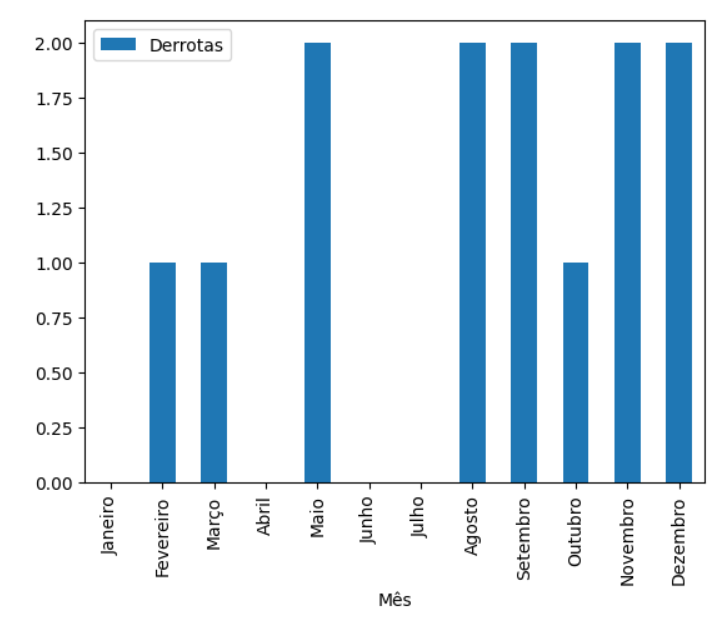 Derrotas
2.00
1.75
1.50
1.25
1.00
0.75
0.50
0.25
0.00
Janeiro
Fevereiro
Março
Abril
Maio
Junho
Julho
Agosto
Setembro
Outubro
Novembro
Dezembro
Mês